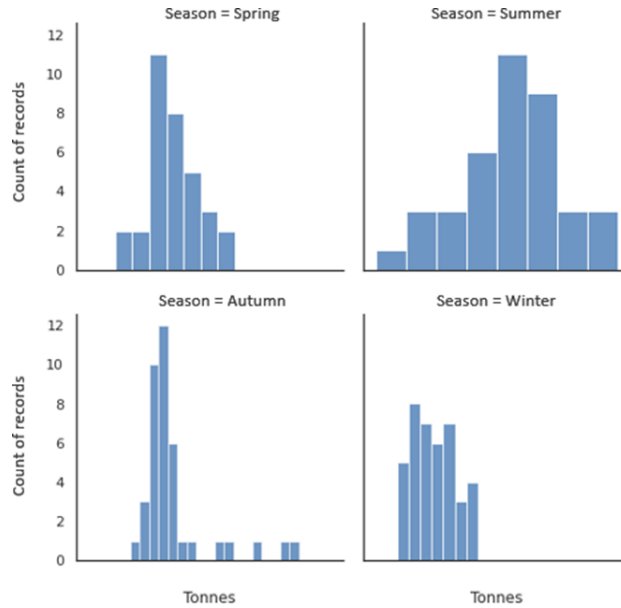 Season = Spring
Season = Summer
12
10
8
6
4
2
0
Count of records
Season = Autumn
Season = Winter
12
10
8
6
4
2
0
Count of records
Tonnes
Tonnes